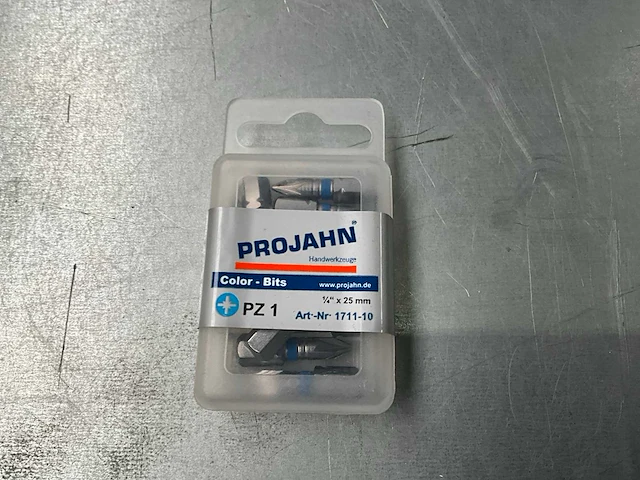 PROJAHN®
Handwerkzeuge
Color - Bits www.projahn.de
PZ 1 ¼" x 25 mm
Art.-Nr. 1711-10